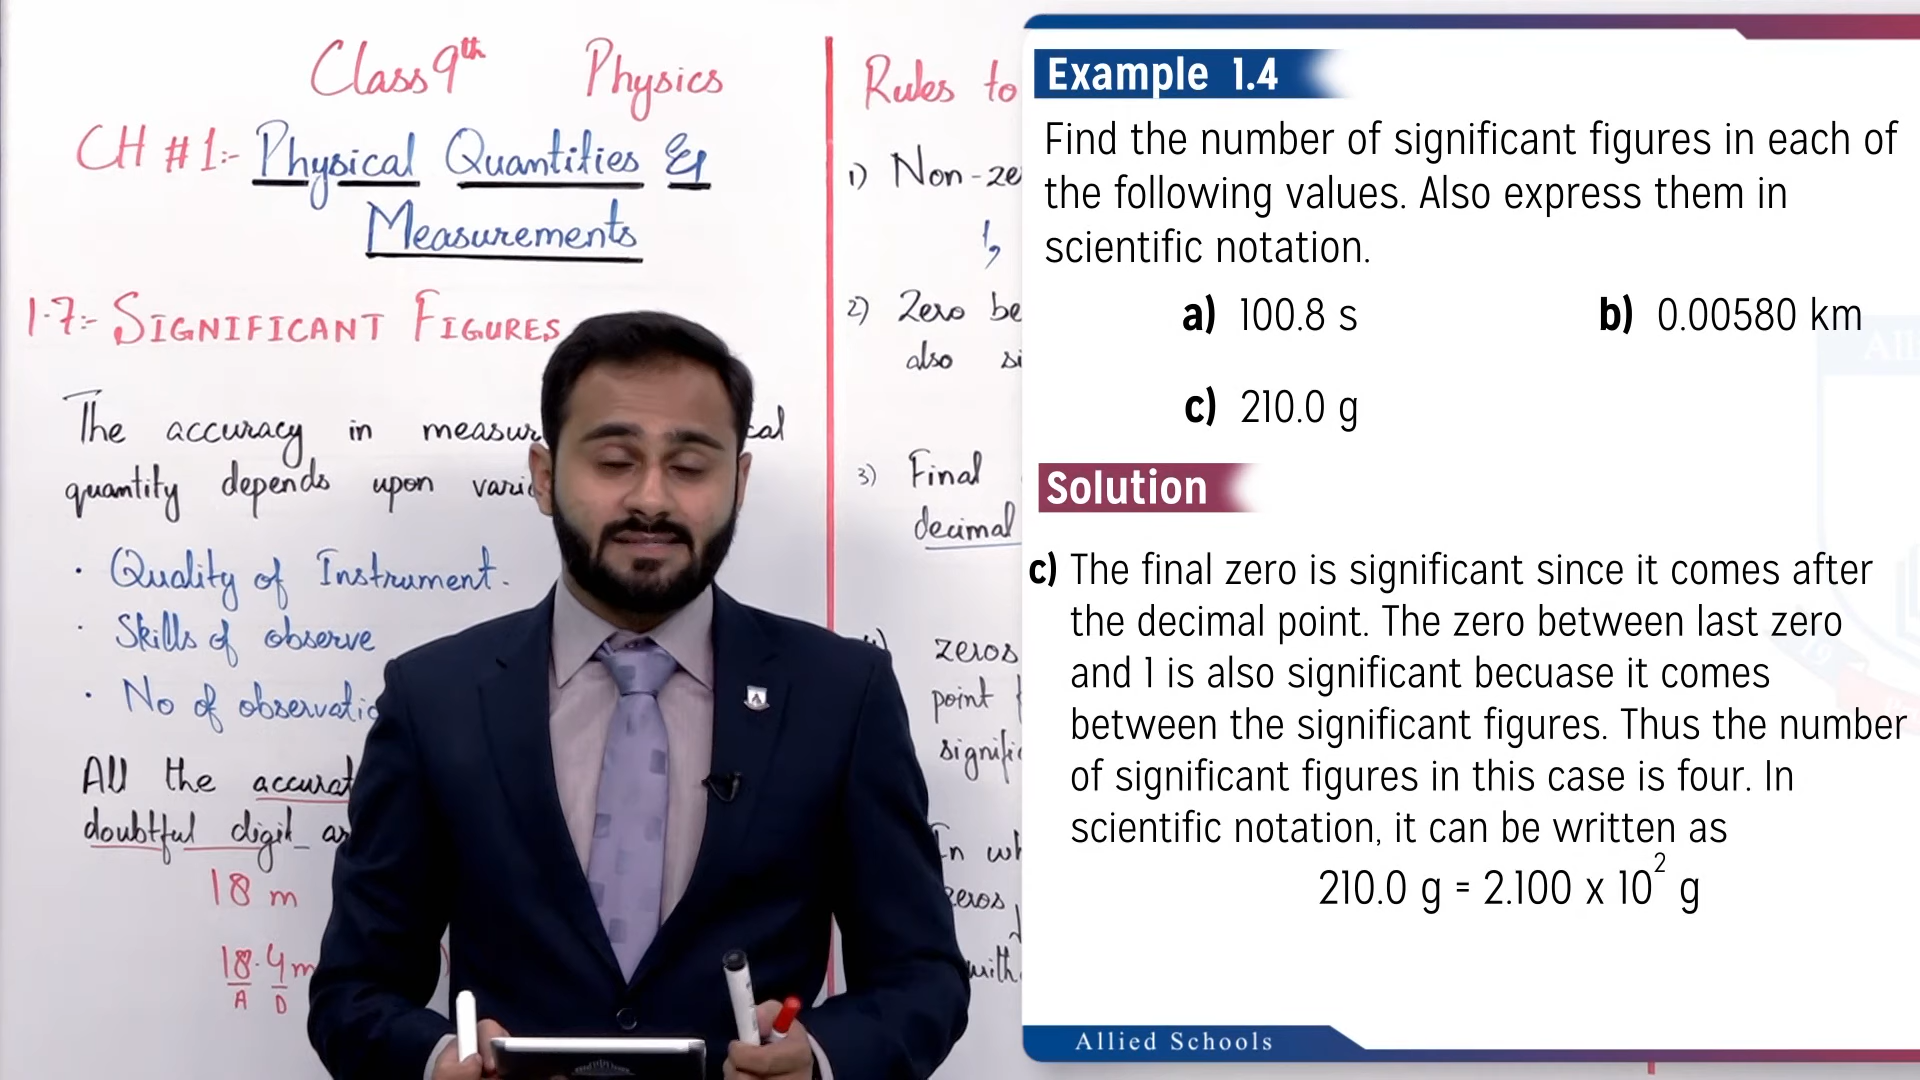 Class 9th Physics
CH # 1:- Physical Quantities &
Measurements
1.7:- SIGNIFICANT FIGURES
The accuracy in measur cal
quantity depends upon
• Quality of Instrument.
• Skills of observe
• No of observatio
All the accurat
doubtful digit
18 m
18.4 m
A D
Rules to
1) Non-ze
1,
2) Zero be
also si
3) Final
decimal
zeros
point
signific
In wh
zeros
with
Example 1.4
Find the number of significant figures in each of
the following values. Also express them in
scientific notation.
a) 100.8 s b) 0.00580 km
c) 210.0 g
Solution
c) The final zero is significant since it comes after
the decimal point. The zero between last zero
and 1 is also significant becuase it comes
between the significant figures. Thus the number
of significant figures in this case is four. In
scientific notation, it can be written as
210.0 g = 2.100 x 10² g
Allied Schools